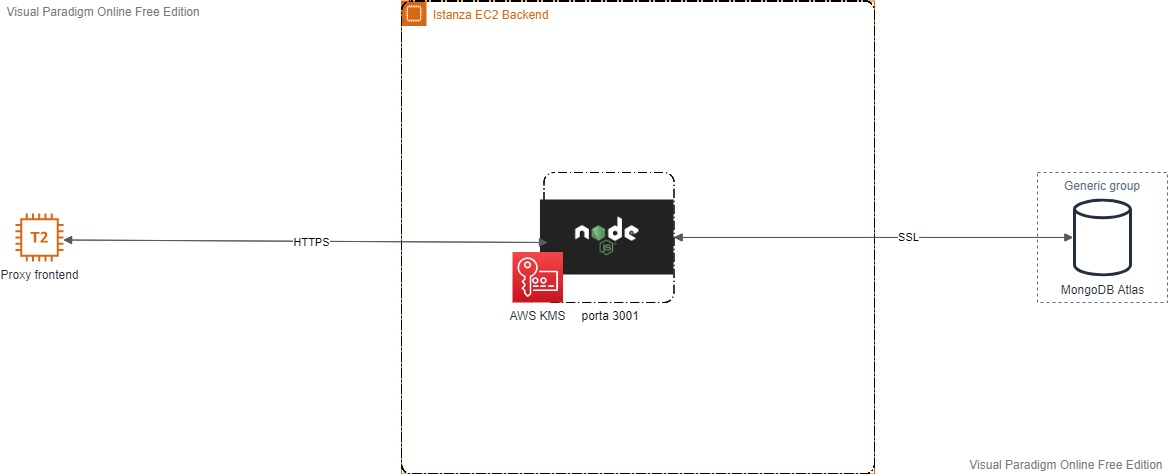 Visual Paradigm Online Free Edition
Istanza EC2 Backend
Generic group
node
JS
T2
HTTPS
SSL
Proxy frontend
MongoDB Atlas
AWS KMS
porta 3001
Visual Paradigm Online Free Edition